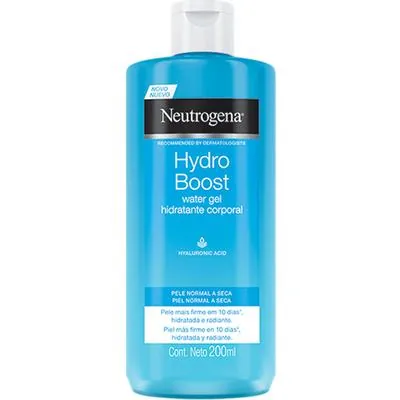 NOVO
NUEVO
Neutrogena®
RECOMMENDED BY DERMATOLOGISTS
Hydro
Boost
water gel
hidratante corporal
HYALURONIC ACID
PELE NORMAL A SECA
PIEL NORMAL A SECA
Pele mais firme em 10 dias*,
hidratada e radiante.
Piel más firme en 10 días*,
hidratada y radiante.
Cont. Neto 200ml